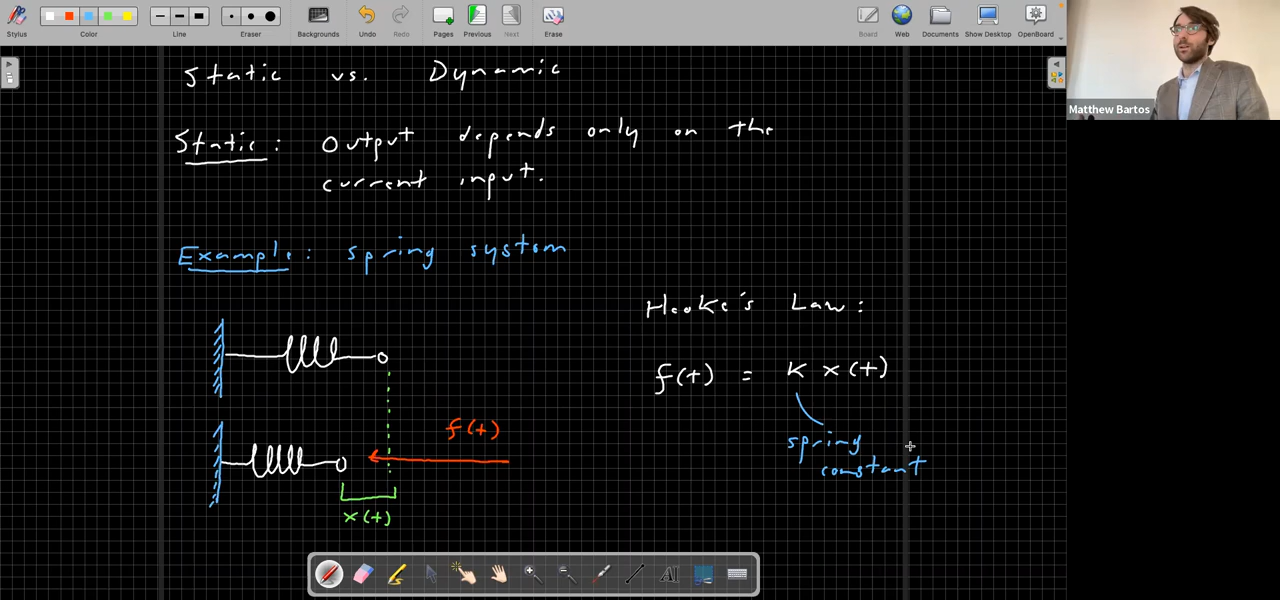 Stylus
Color
Line
Eraser
Backgrounds
Undo
Redo
Pages
Previous
Next
Erase
Board
Web
Documents
Show Desktop
OpenBoard
Matthew Bartos
Static vs. Dynamic
Static: Output depends only on the
current input.
Example: spring system
Hooke's Law:
f(t) = K x(t)
spring
constant
f(t)
x(t)
AI